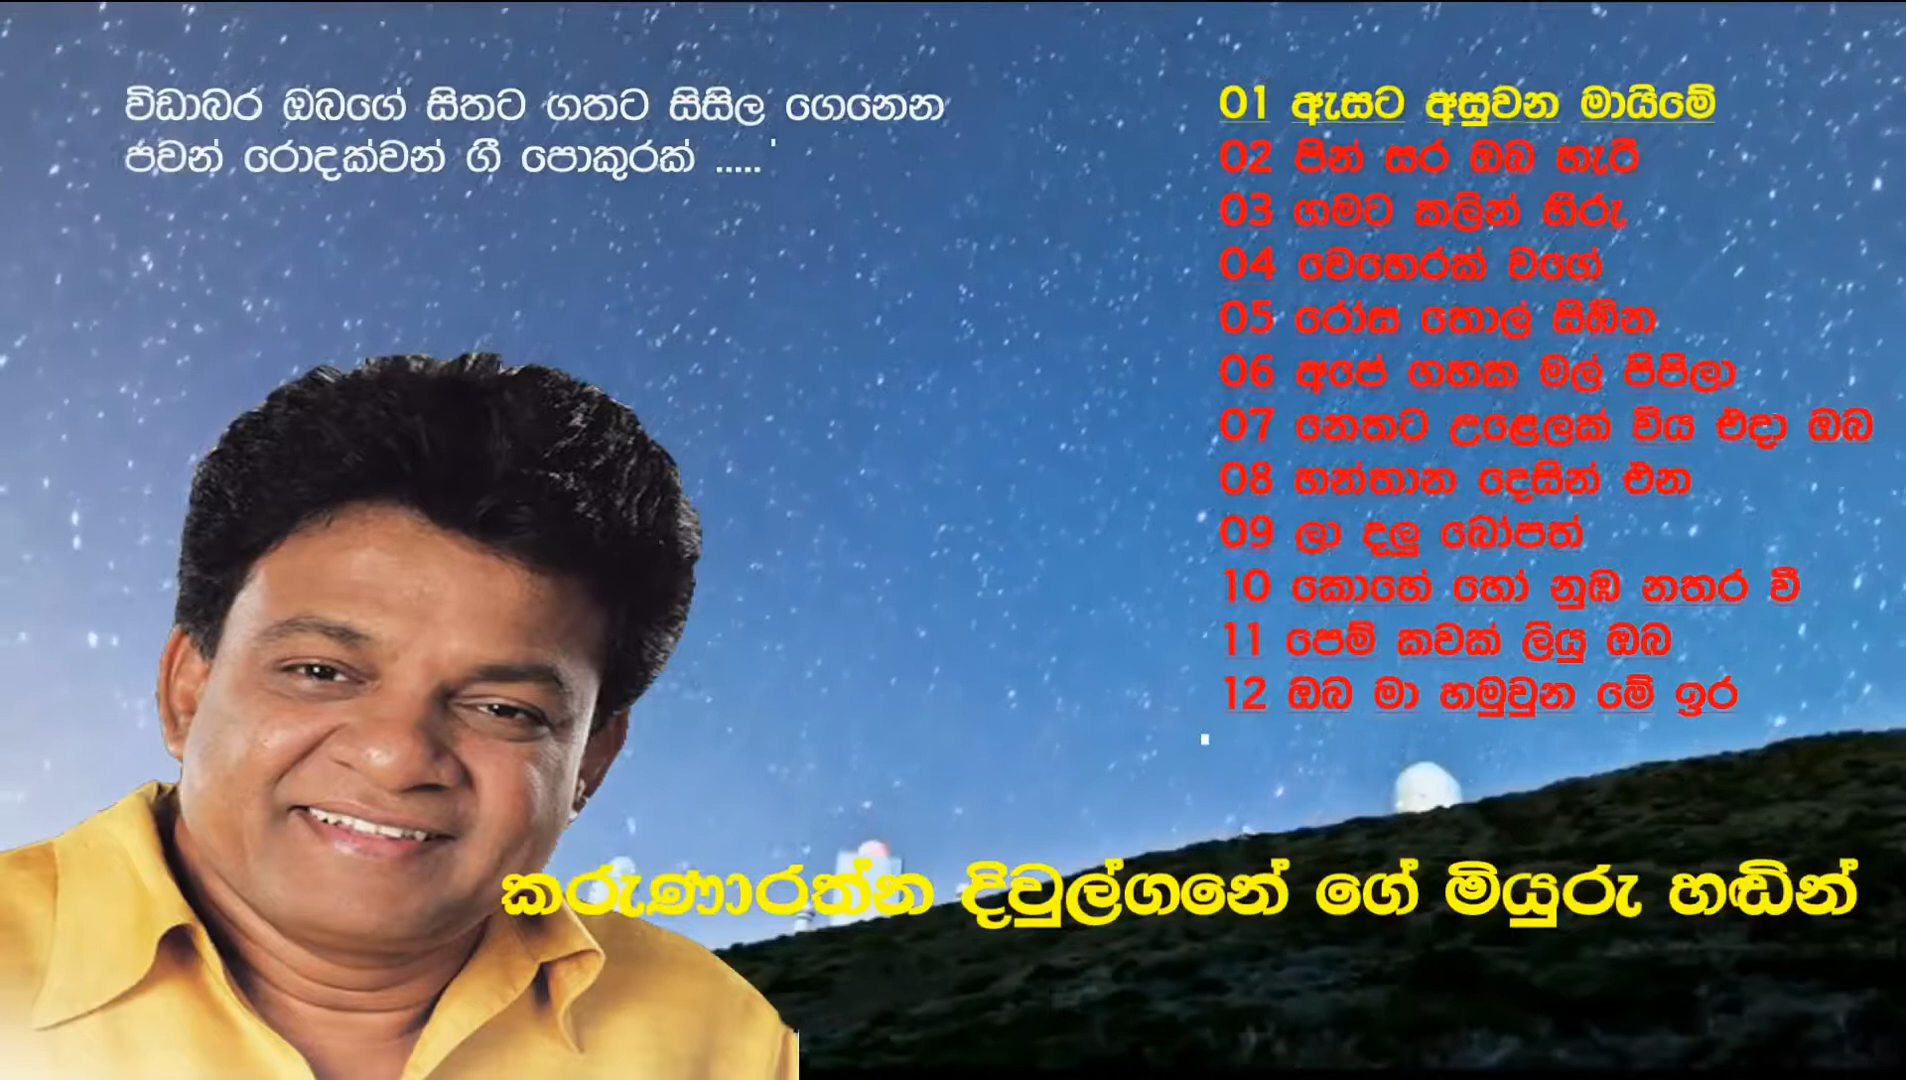 විඩාබර ඔබගේ සිතට ගතට සිසිල ගෙනෙන
පවන් රොදක්වන් ගී පොකුරක් .....'
01 ඇසට අසුවන මායිමේ
02 පින් සර ඔබ හැරී
03 ගමට කලින් හිරු
04 වෙහෙරක් වගේ
05 රෝස තොල් සිඹින
06 අපේ ගහක මල් පිපිලා
07 නෙතට උළෙලක් විය එදා ඔබ
08 හන්තාන දෙසින් එන
09 ලා දලු බෝපත්
10 කොහේ හෝ නුඹ නතර වී
11 පෙම් කවක් ලියු ඔබ
12 ඔබ මා හමුවුන මේ ඉර
කරුණාරත්න දිවුල්ගනේ ගේ මියුරු හඬින්